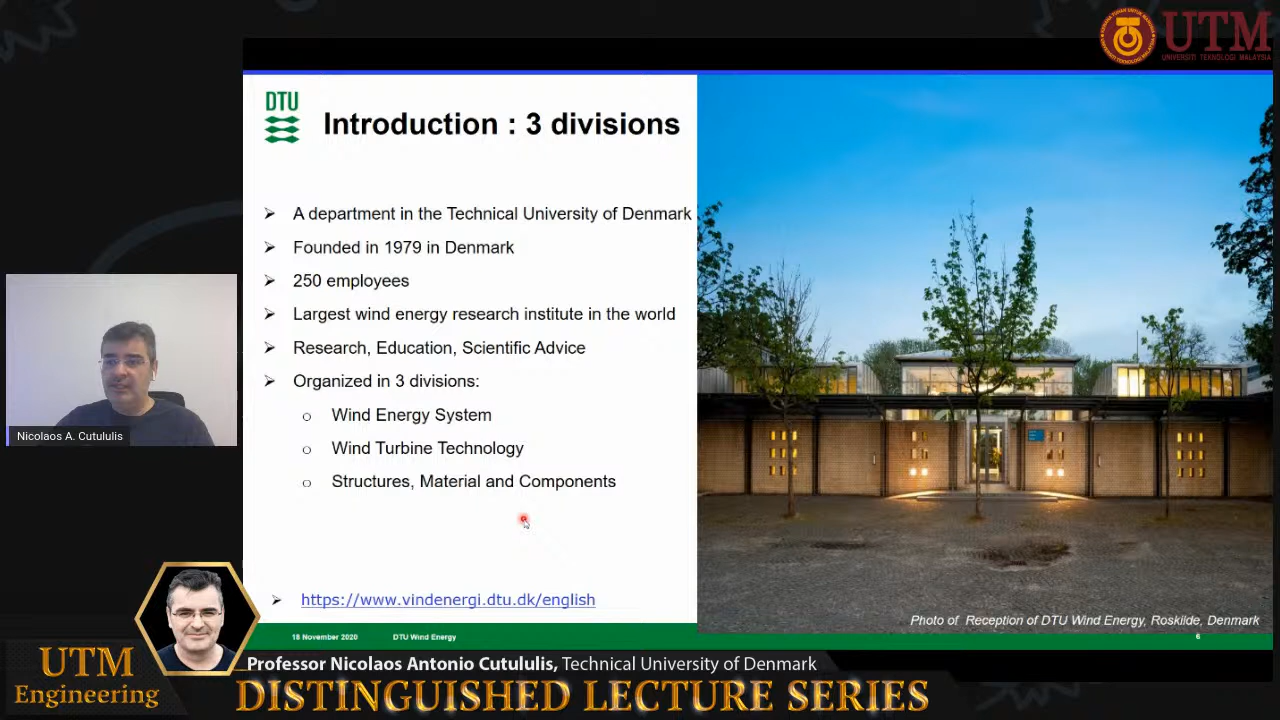 UTM
UNIVERSITI TEKNOLOGI MALAYSIA
DTU
Introduction : 3 divisions
A department in the Technical University of Denmark
Founded in 1979 in Denmark
250 employees
Largest wind energy research institute in the world
Research, Education, Scientific Advice
Organized in 3 divisions:
Wind Energy System
Wind Turbine Technology
Structures, Material and Components
https://www.vindenergi.dtu.dk/english
Photo of Reception of DTU Wind Energy, Roskilde, Denmark
18 November 2020
DTU Wind Energy
6
Nicolaos A. Cutululis
UTM
Engineering
Professor Nicolaos Antonio Cutululis, Technical University of Denmark
DISTINGUISHED LECTURE SERIES